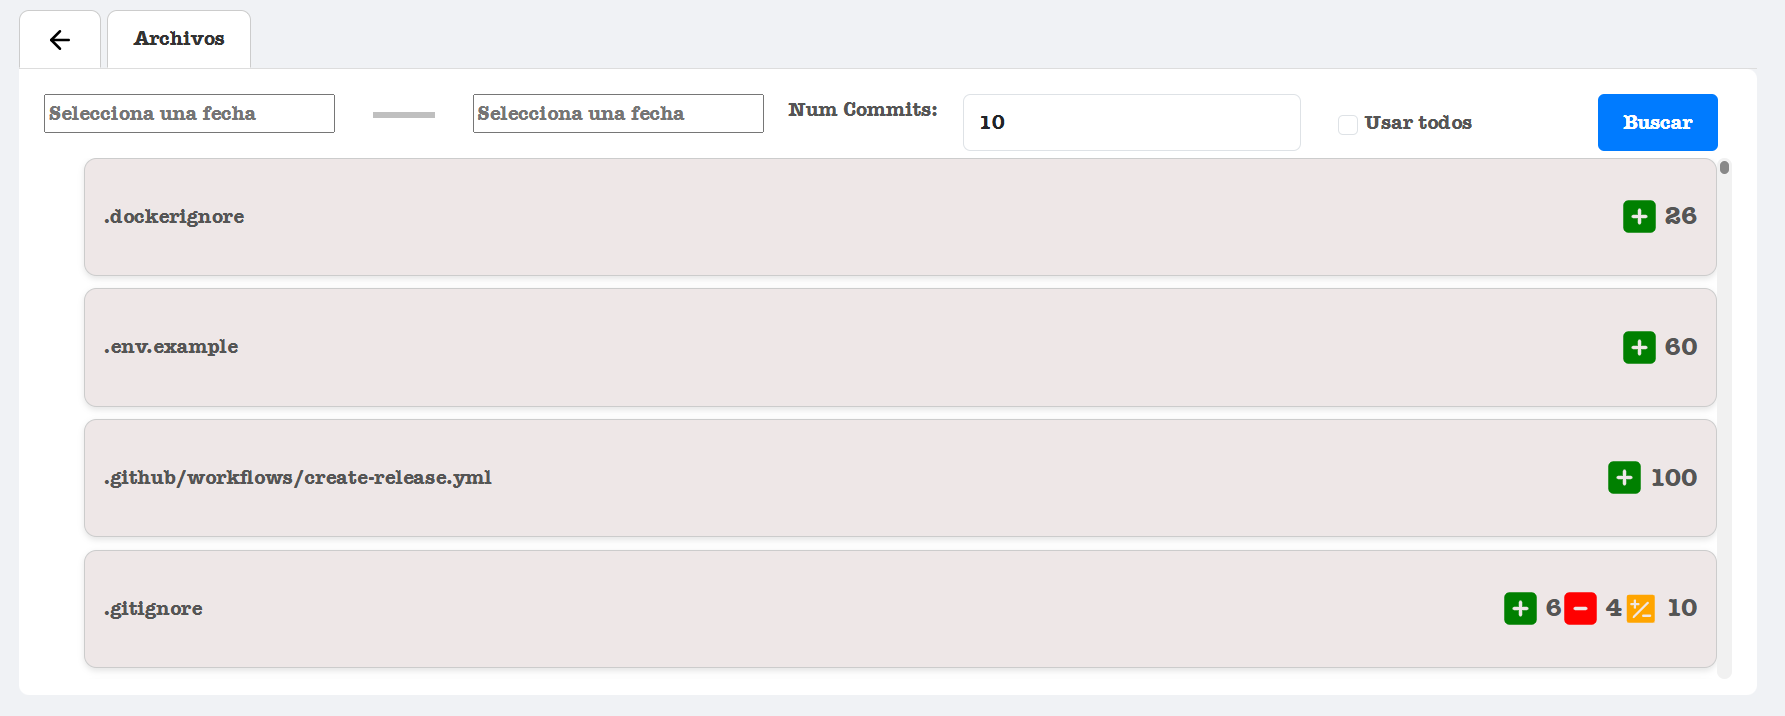 Archivos
Selecciona una fecha Selecciona una fecha Num Commits: 10 Usar todos Buscar
.dockerignore 26
.env.example 60
.github/workflows/create-release.yml 100
.gitignore 6 4 10